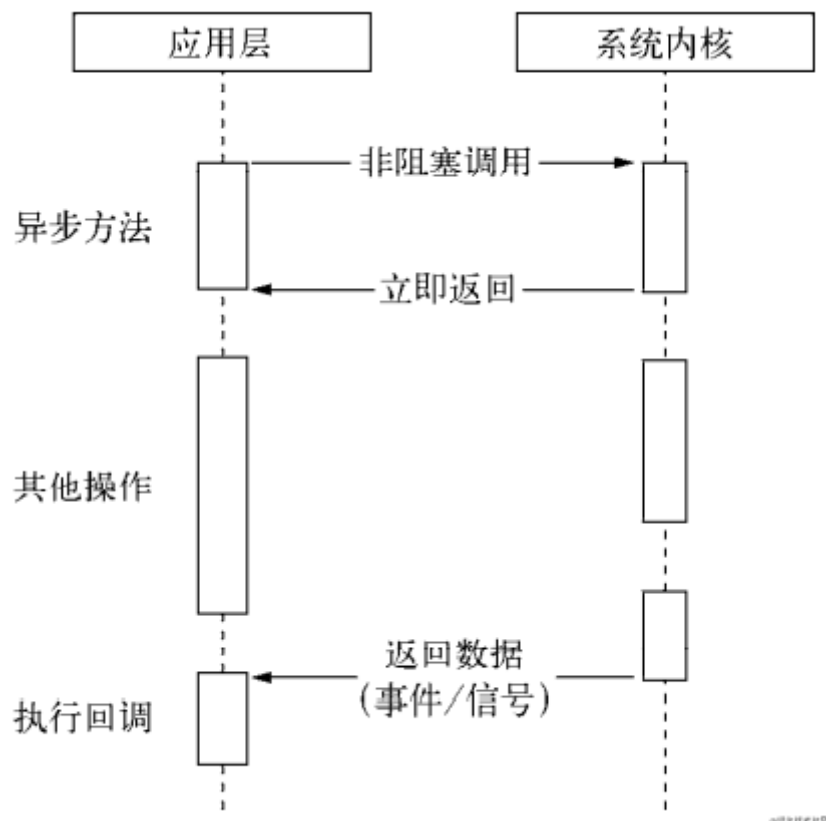 应用层
系统内核
非阻塞调用
异步方法
立即返回
其他操作
返回数据
(事件/信号)
执行回调